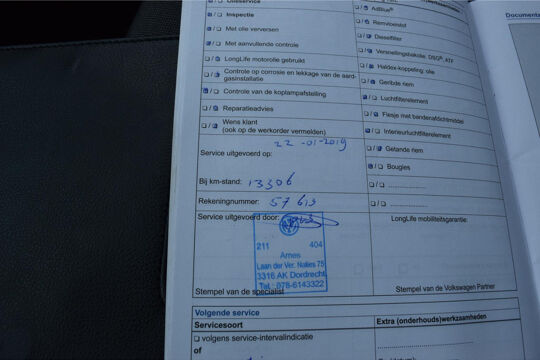 Olieservice
Inspectie
Met olie verversen
Met aanvullende controle
LongLife motorolie gebruikt
Controle op corrosie en lekkage van de aard-
gasinstallatie
Controle van de koplampafstelling
Reparatieadvies
Wens klant
(ook op de werkorder vermelden)
Service uitgevoerd op: 22-01-2019
Bij km-stand: 13306
Rekeningnummer:
Service uitgevoerd door:
211 404
Ames
Laan der Ver. Naties 75
3316 AK Dordrecht
Tel.: 078-6143322
Stempel van de specialist
AdBlue®
Remvloeistof
Dieselfilter
Versnellingsbakolie: DSG®, ATF
Haldex-koppeling: olie
Geribde riem
Luchtfilterelement
Flesje met bandenafdichtmiddel
Interieurluchtfilterelement
Getande riem
Bougies
LongLife mobiliteitsgarantie:
Stempel van de Volkswagen Partner
Volgende service
Servicesoort
volgens service-intervalindicatie
of
Extra (onderhouds)werkzaamheden
Documenta